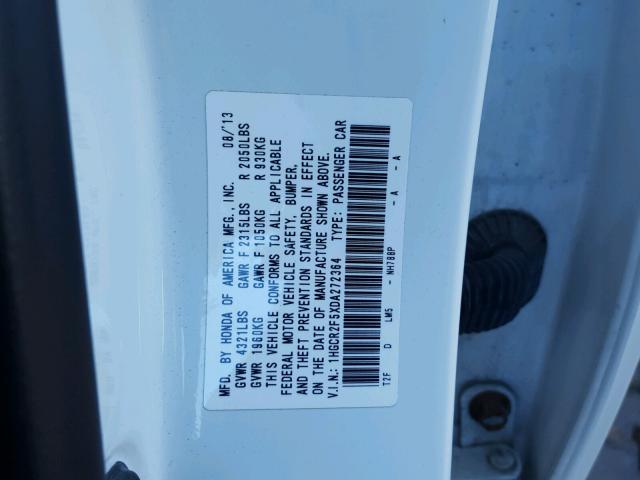 MFD. BY HONDA OF AMERICA MFG., INC. 08/'13
GVWR 4321LBS GAWR F 2315LBS R 2050LBS
GVWR 1960KG GAWR F 1050KG R 930KG
THIS VEHICLE CONFORMS TO ALL APPLICABLE
FEDERAL MOTOR VEHICLE SAFETY, BUMPER,
AND THEFT PREVENTION STANDARDS IN EFFECT
ON THE DATE OF MANUFACTURE SHOWN ABOVE.
V.I.N.: 1HGCR2F5XDA272364 TYPE: PASSENGER CAR
T2F D LM5 - NH788P - A - A